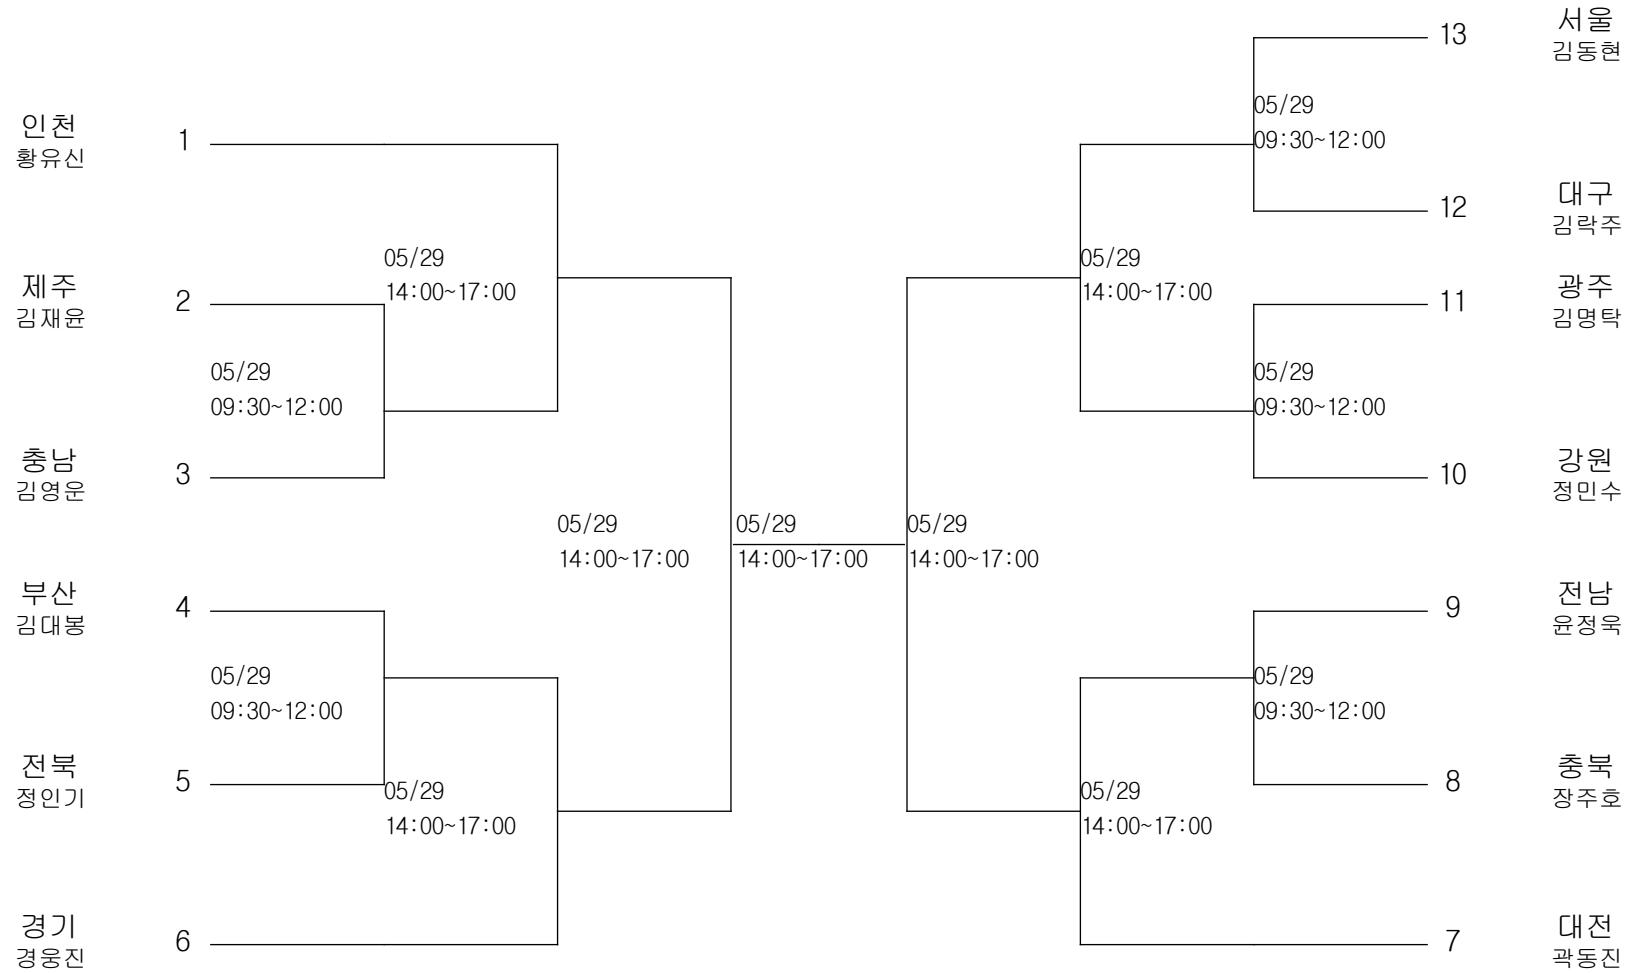 인천
황유신
1
05/29
14:00~17:00
제주
김재윤
2
05/29
09:30~12:00
충남
김영운
3
05/29
14:00~17:00
부산
김대봉
4
05/29
09:30~12:00
전북
정인기
5
05/29
14:00~17:00
경기
경웅진
6
05/29
14:00~17:00
13
서울
김동현
05/29
09:30~12:00
12
대구
김락주
05/29
14:00~17:00
11
광주
김명탁
05/29
09:30~12:00
10
강원
정민수
05/29
14:00~17:00
9
전남
윤정욱
05/29
09:30~12:00
8
충북
장주호
05/29
14:00~17:00
7
대전
곽동진